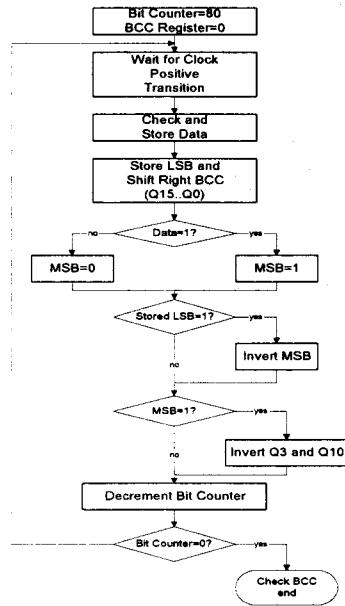 Bit Counter=80
BCC Register=0
Wait for Clock
Positive
Transition
Check and
Store Data
Store LSB and
Shift Right BCC
(Q15..Q0)
no
Data=1?
yes
MSB=0
MSB=1
Stored LSB=1?
yes
Invert MSB
no
MSB=1?
yes
Invert Q3 and Q10
no
Decrement Bit Counter
Bit Counter=0?
yes
Check BCC
end